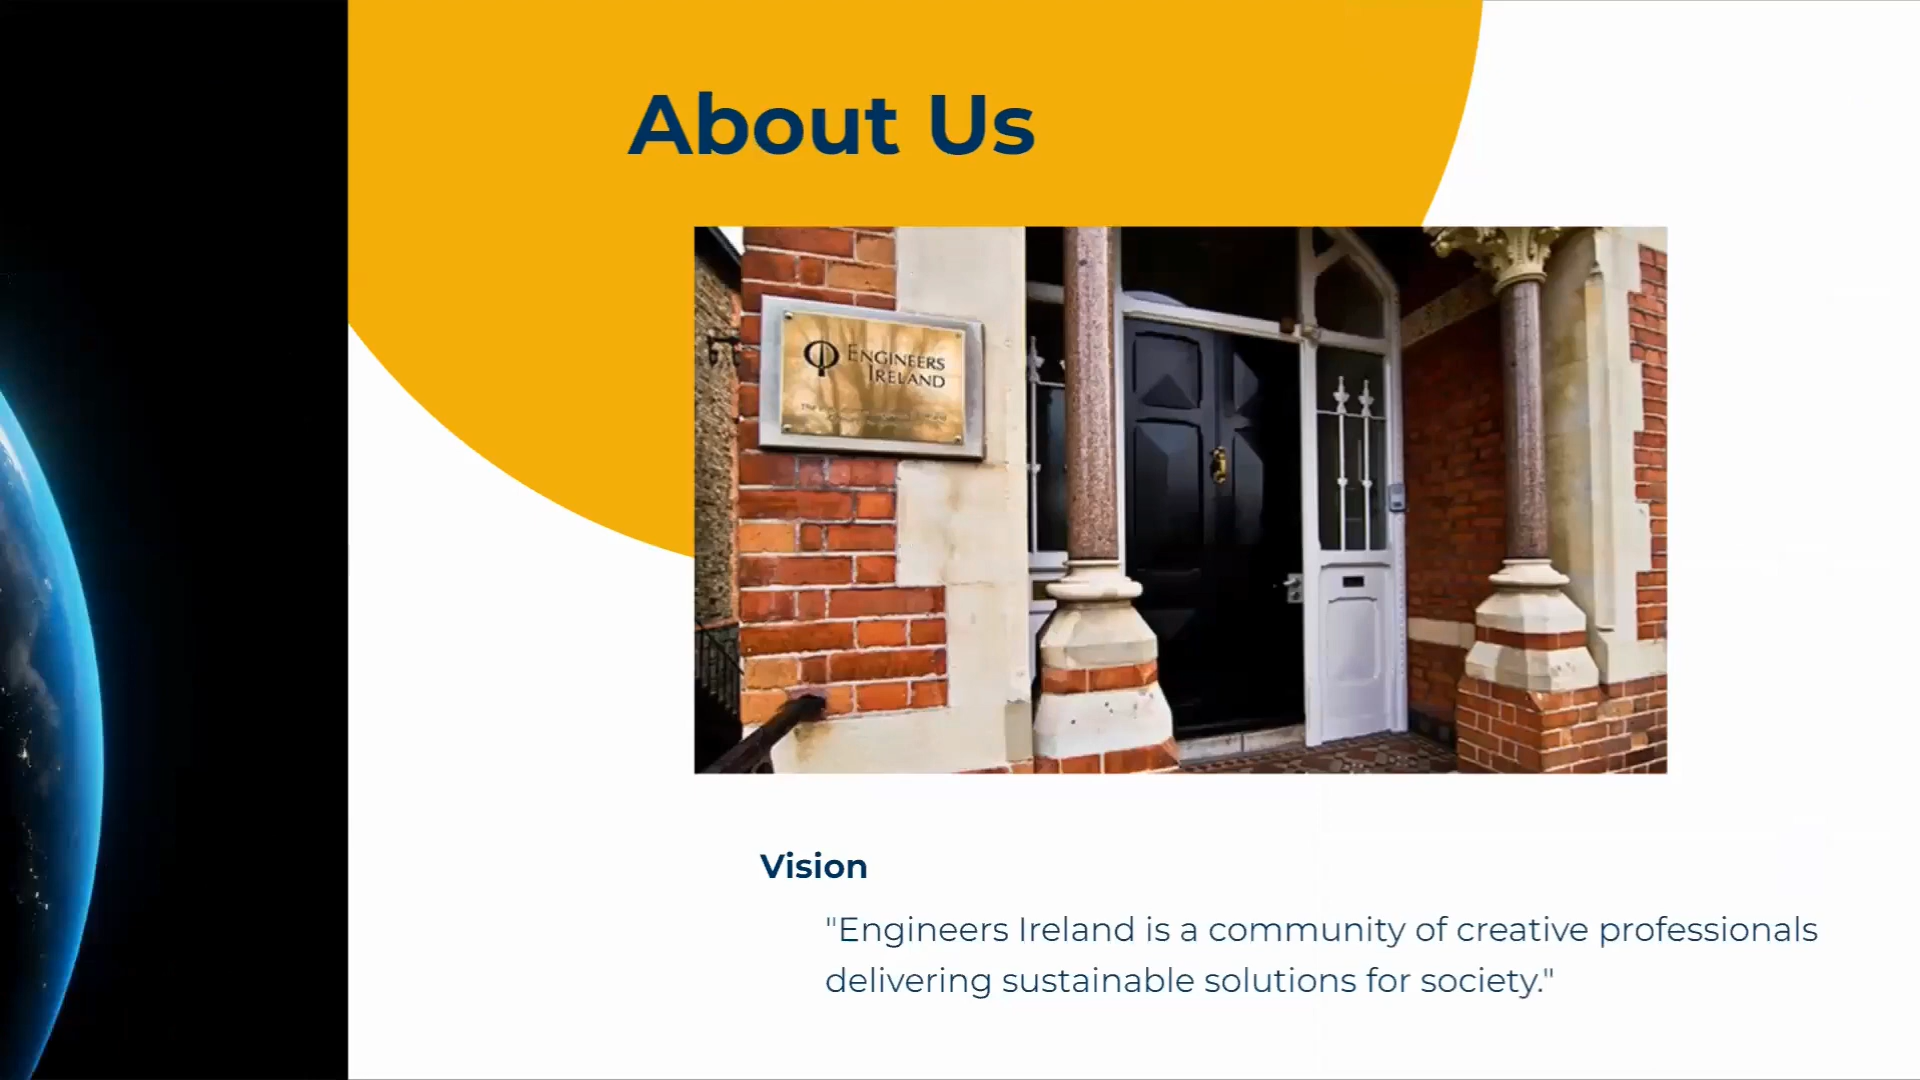 About Us
ENGINEERS
IRELAND
Vision
"Engineers Ireland is a community of creative professionals
delivering sustainable solutions for society."